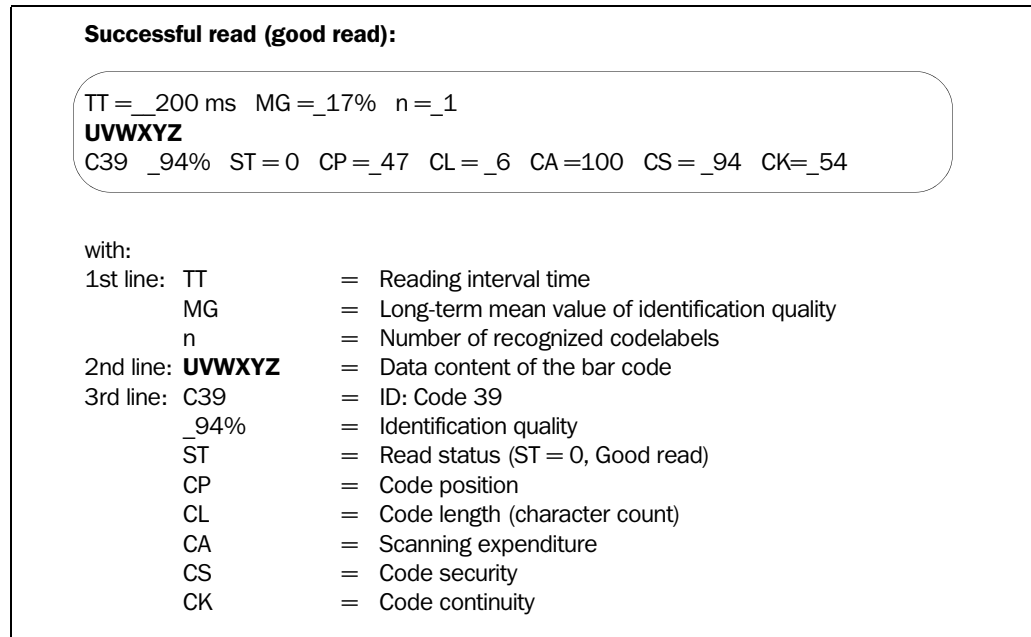 Successful read (good read):
TT =__200 ms MG =_17% n =_1
UVWXYZ
C39 _94% ST = 0 CP =_47 CL = _6 CA =100 CS = _94 CK=_54
with:
1st line: TT = Reading interval time
MG = Long-term mean value of identification quality
n = Number of recognized codelabels
2nd line: UVWXYZ = Data content of the bar code
3rd line: C39 = ID: Code 39
_94% = Identification quality
ST = Read status (ST = 0, Good read)
CP = Code position
CL = Code length (character count)
CA = Scanning expenditure
CS = Code security
CK = Code continuity